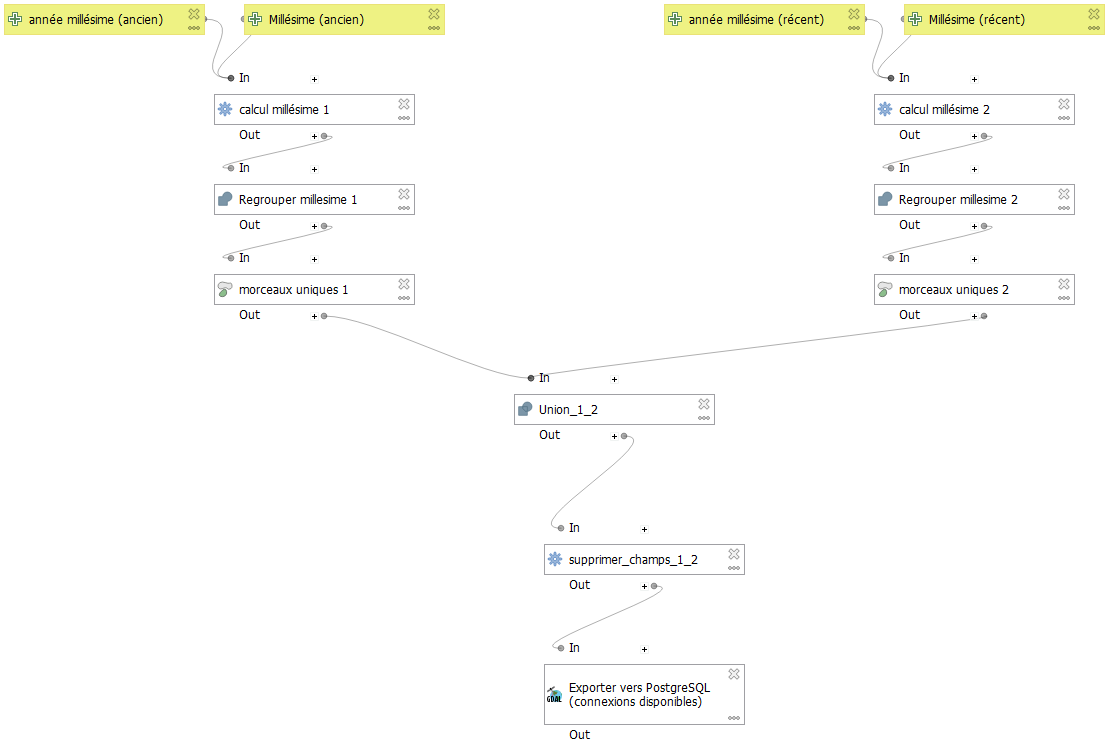 année millésime (ancien)
Millésime (ancien)
année millésime (récent)
Millésime (récent)
In
+
In
+
calcul millésime 1
calcul millésime 2
Out
+
Out
+
In
+
In
+
Regrouper millesime 1
Regrouper millesime 2
Out
+
Out
+
In
+
In
+
morceaux uniques 1
morceaux uniques 2
Out
+
Out
+
In
+
Union_1_2
Out
+
In
+
supprimer_champs_1_2
Out
+
In
+
GDAL
Exporter vers PostgreSQL
(connexions disponibles)
Out